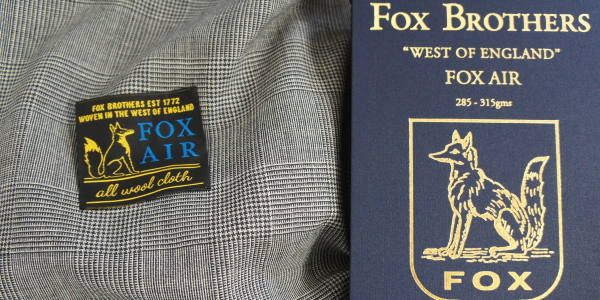 FOX BROTHERS EST 1772
WOVEN IN THE WEST OF ENGLAND
FOX
AIR
all wool cloth
FOX BROTHERS
"WEST OF ENGLAND"
FOX AIR
285 - 315gms
FOX